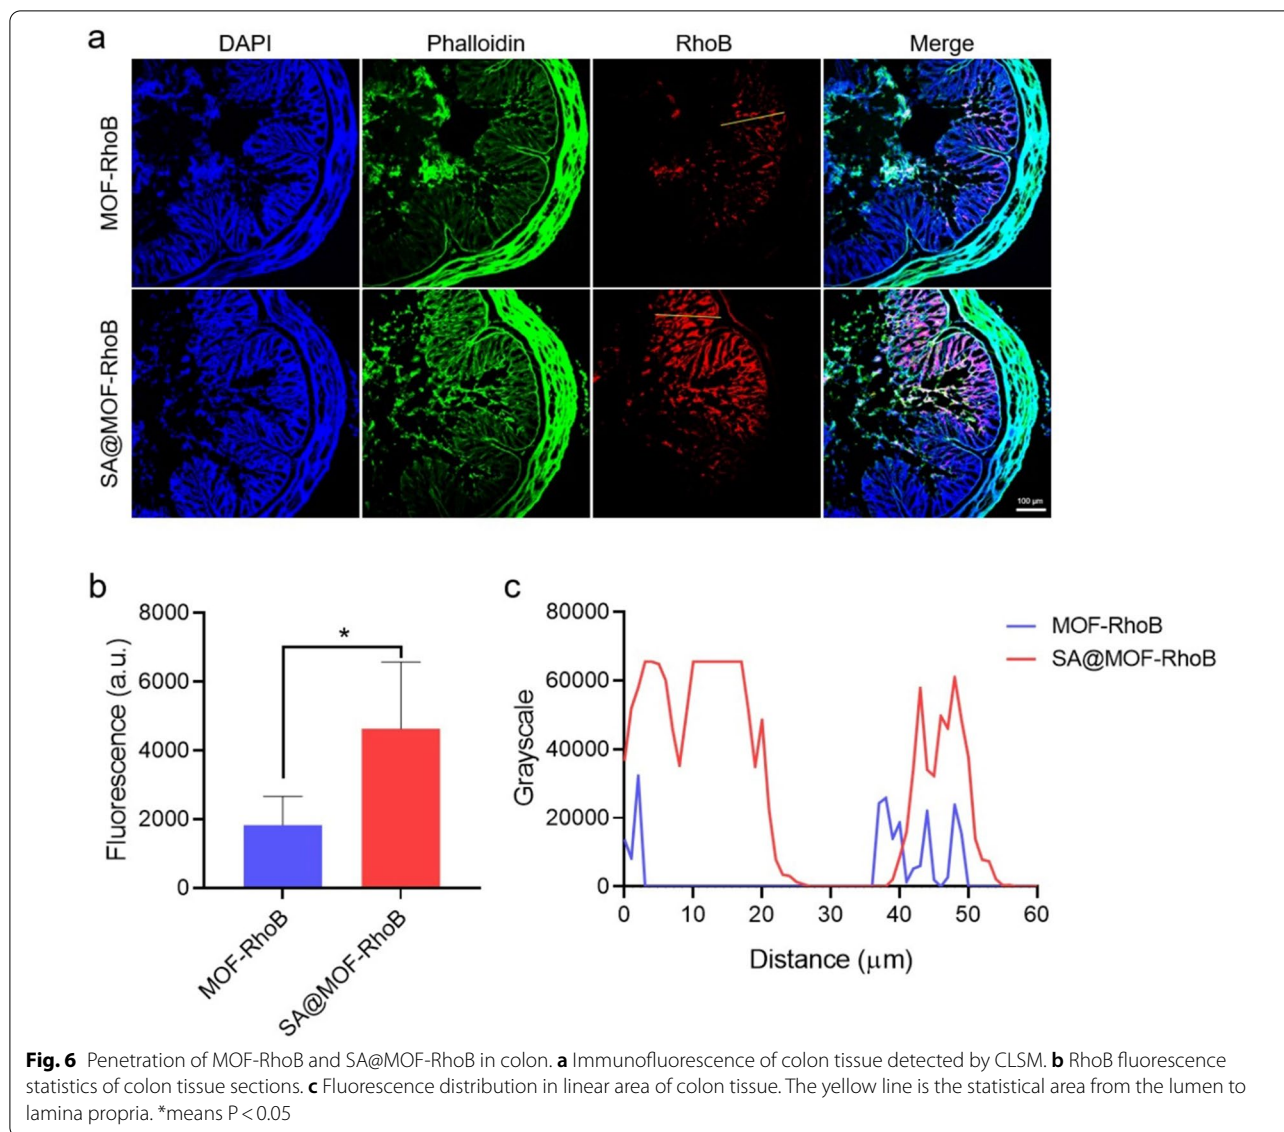 a
DAPI Phalloidin RhoB Merge
MOF-RhoB
SA@MOF-RhoB
100 μm
b
8000
6000
4000
2000
0
Fluorescence (a.u.)
*
MOF-RhoB
SA@MOF-RhoB
c
80000
60000
40000
20000
0
Grayscale
0 10 20 30 40 50 60
Distance (μm)
MOF-RhoB
SA@MOF-RhoB
Fig. 6 Penetration of MOF-RhoB and SA@MOF-RhoB in colon. a Immunofluorescence of colon tissue detected by CLSM. b RhoB fluorescence
statistics of colon tissue sections. c Fluorescence distribution in linear area of colon tissue. The yellow line is the statistical area from the lumen to
lamina propria. *means P < 0.05